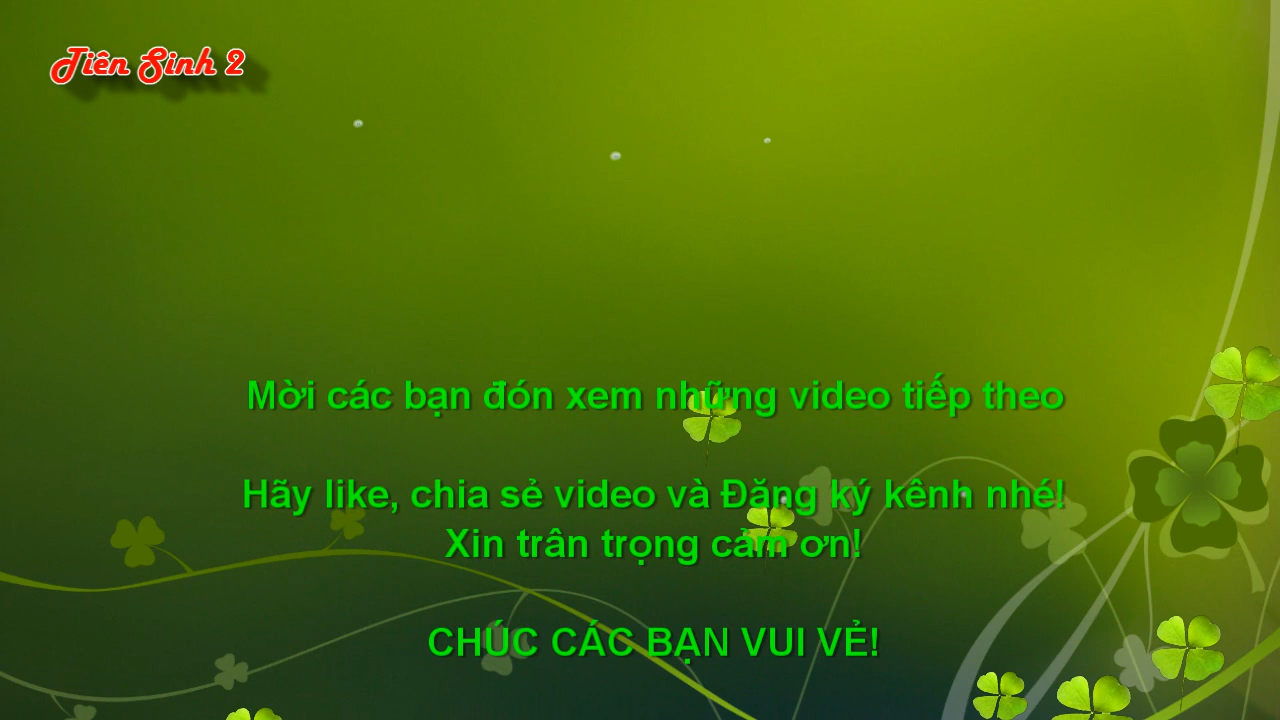 Tiên Sinh 2
Mời các bạn đón xem những video tiếp theo
Hãy like, chia sẻ video và Đăng ký kênh nhé!
Xin trân trọng cảm ơn!
CHÚC CÁC BẠN VUI VẺ!